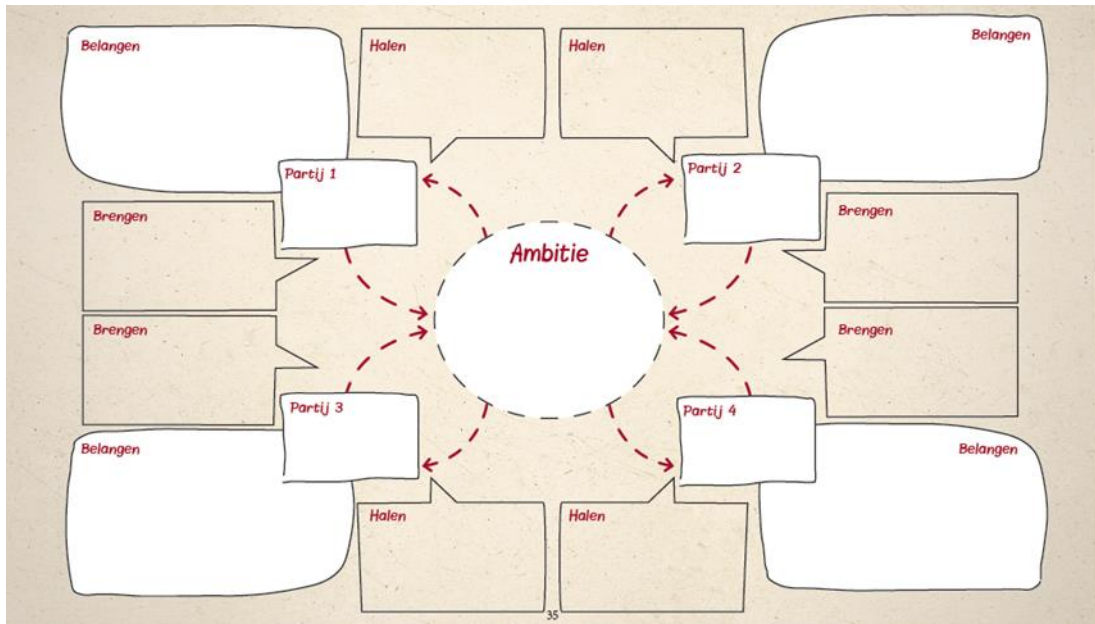 Belangen
Halen
Halen
Belangen
Partij 1
Partij 2
Brengen
Brengen
Ambitie
Brengen
Brengen
Partij 3
Partij 4
Belangen
Belangen
Halen
Halen
35